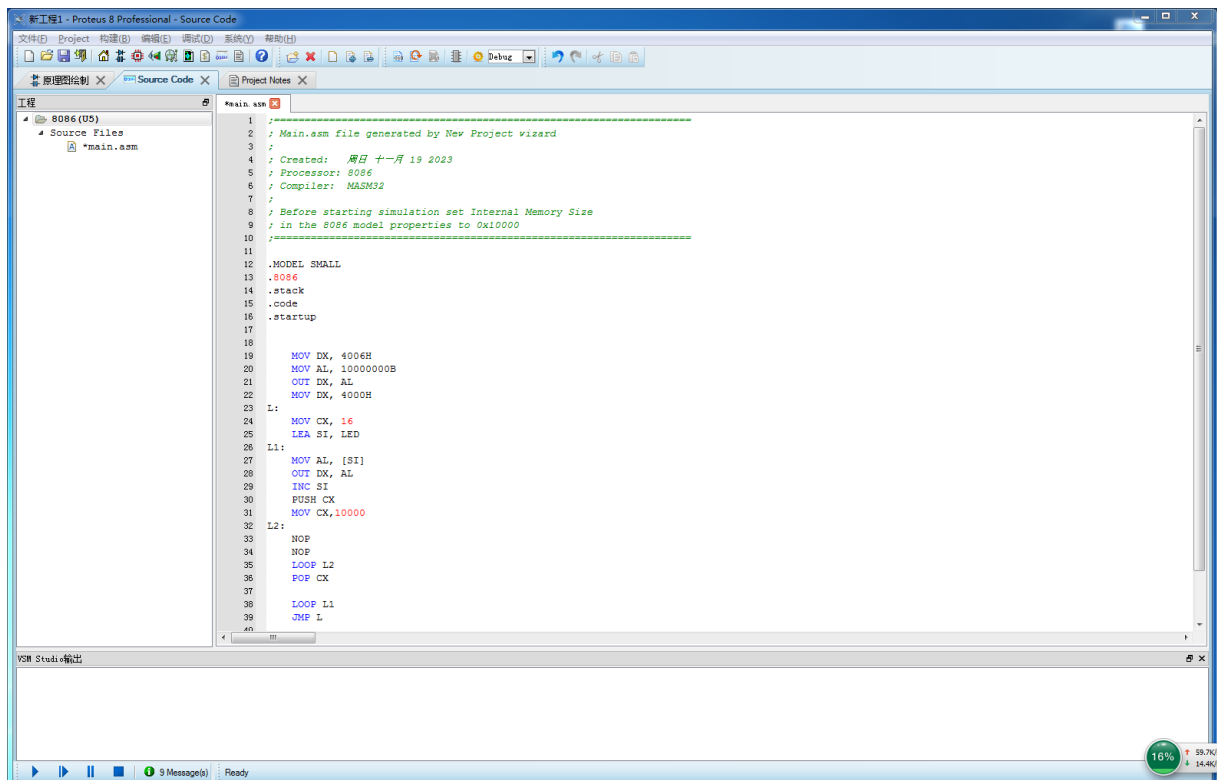 新工程1 - Proteus 8 Professional - Source Code
文件(F) Project 构建(B) 编辑(E) 调试(D) 系统(Y) 帮助(H)
Debug
原理图绘制 Source Code Project Notes
工程
*main.asm
8086(U5)
Source Files
*main.asm
1 ;=====================================================================
2 ; Main.asm file generated by New Project wizard
3 ;
4 ; Created: 周日 十一月 19 2023
5 ; Processor: 8086
6 ; Compiler: MASM32
7 ;
8 ; Before starting simulation set Internal Memory Size
9 ; in the 8086 model properties to 0x10000
10 ;=====================================================================
11
12 .MODEL SMALL
13 .8086
14 .stack
15 .code
16 .startup
17
18
19 MOV DX, 4006H
20 MOV AL, 10000000B
21 OUT DX, AL
22 MOV DX, 4000H
23 L:
24 MOV CX, 16
25 LEA SI, LED
26 L1:
27 MOV AL, [SI]
28 OUT DX, AL
29 INC SI
30 PUSH CX
31 MOV CX,10000
32 L2:
33 NOP
34 NOP
35 LOOP L2
36 POP CX
37
38 LOOP L1
39 JMP L
40
VSM Studio输出
16%
59.7K/
14.4K/
9 Message(s) Ready